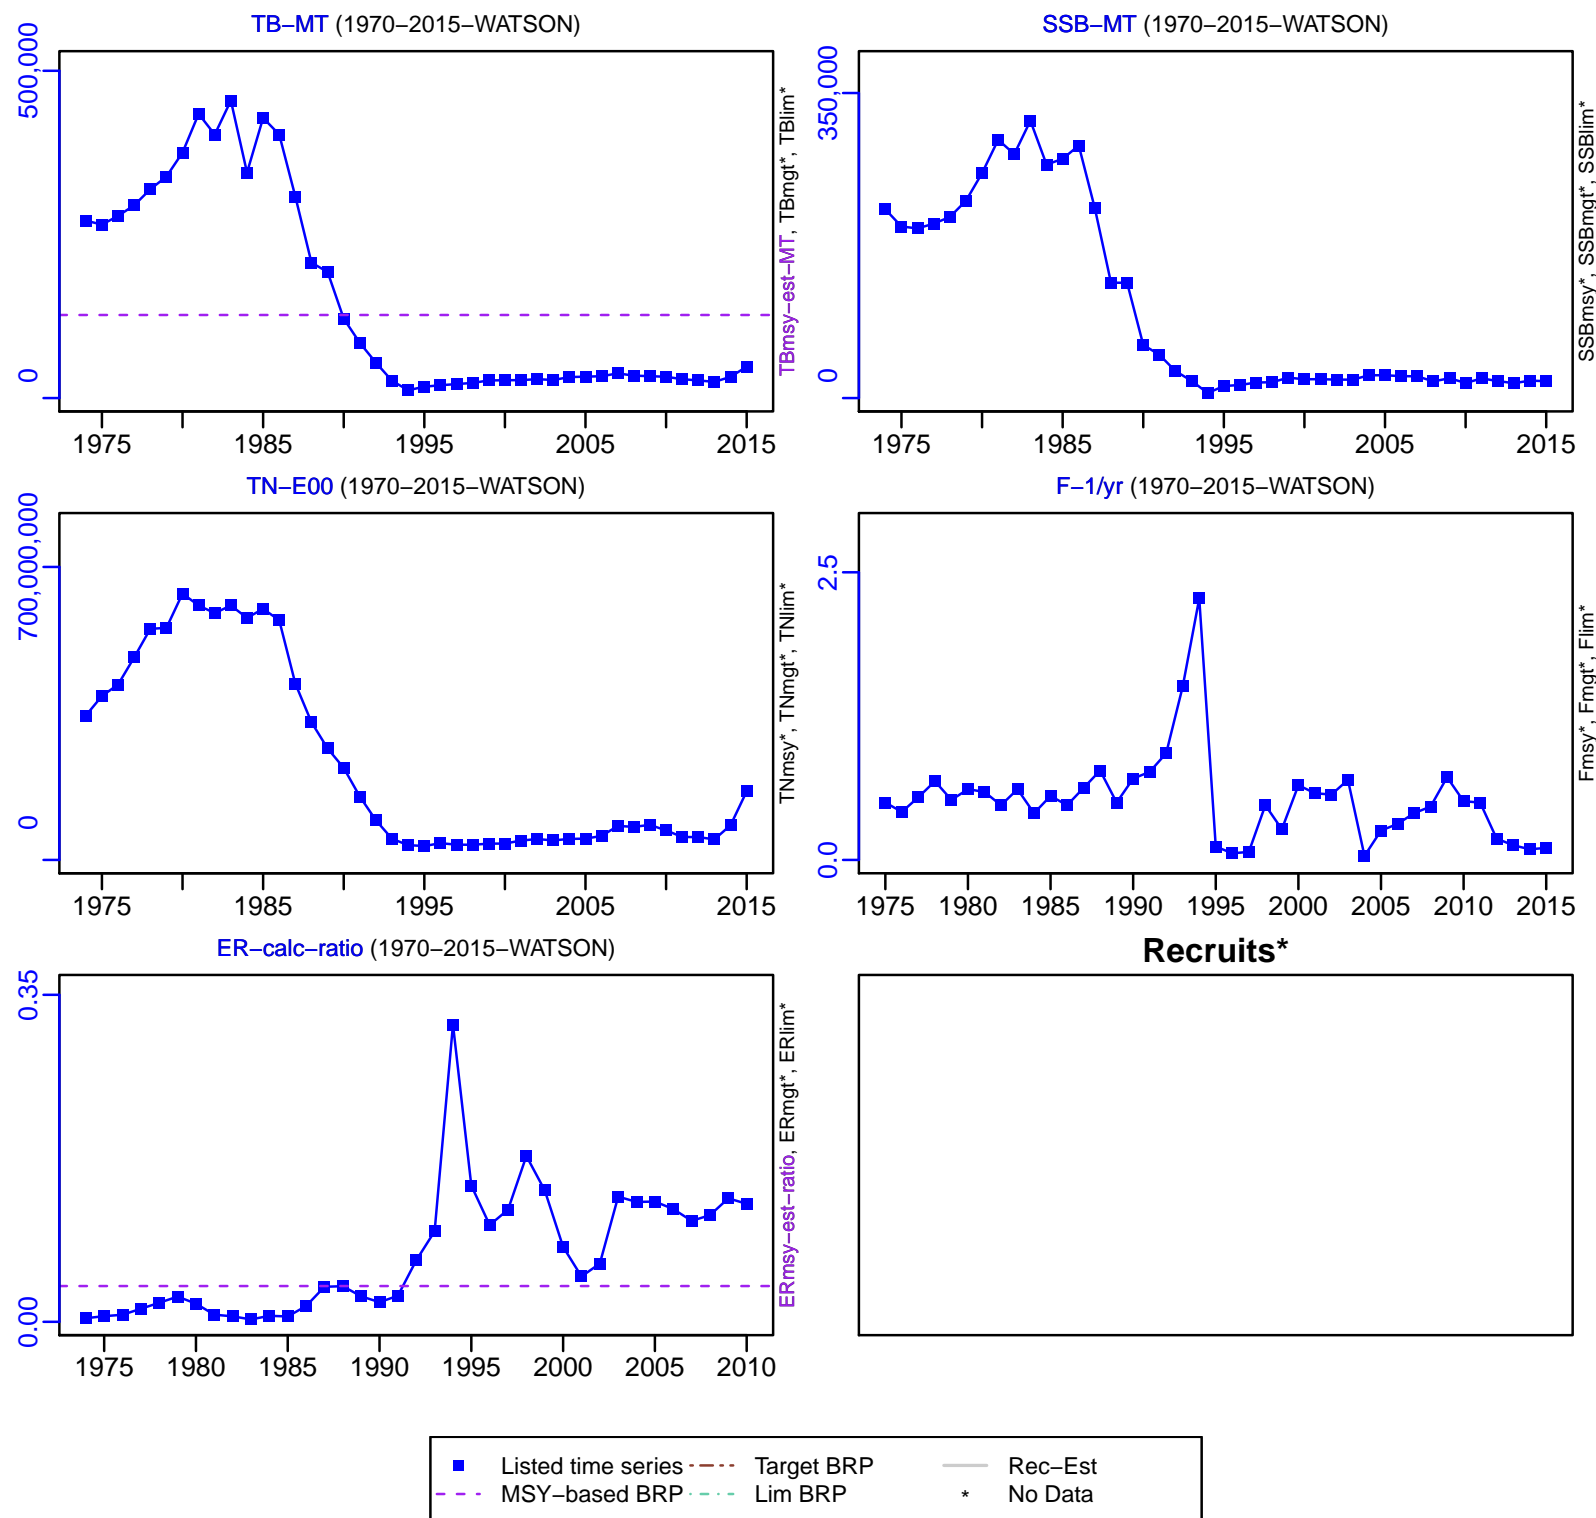 TB−MT (1970−2015−WATSON)
500,000
0
1975 1985 1995 2005 2015
TBmsy−est−MT, TBmgt*, TBlim*
SSB−MT (1970−2015−WATSON)
350,000
0
1975 1985 1995 2005 2015
SSBmsy*, SSBmgt*, SSBlim*
TN−E00 (1970−2015−WATSON)
700,000,000
0
1975 1985 1995 2005 2015
TNmsy*, TNmgt*, TNlim*
F−1/yr (1970−2015−WATSON)
2.5
0.0
1975 1980 1985 1990 1995 2000 2005 2010 2015
Fmsy*, Fmgt*, Flim*
ER−calc−ratio (1970−2015−WATSON)
0.35
0.00
1975 1980 1985 1990 1995 2000 2005 2010
ERmsy−est−ratio, ERmgt*, ERlim*
Recruits*
Listed time series Target BRP Rec−Est
MSY−based BRP Lim BRP * No Data